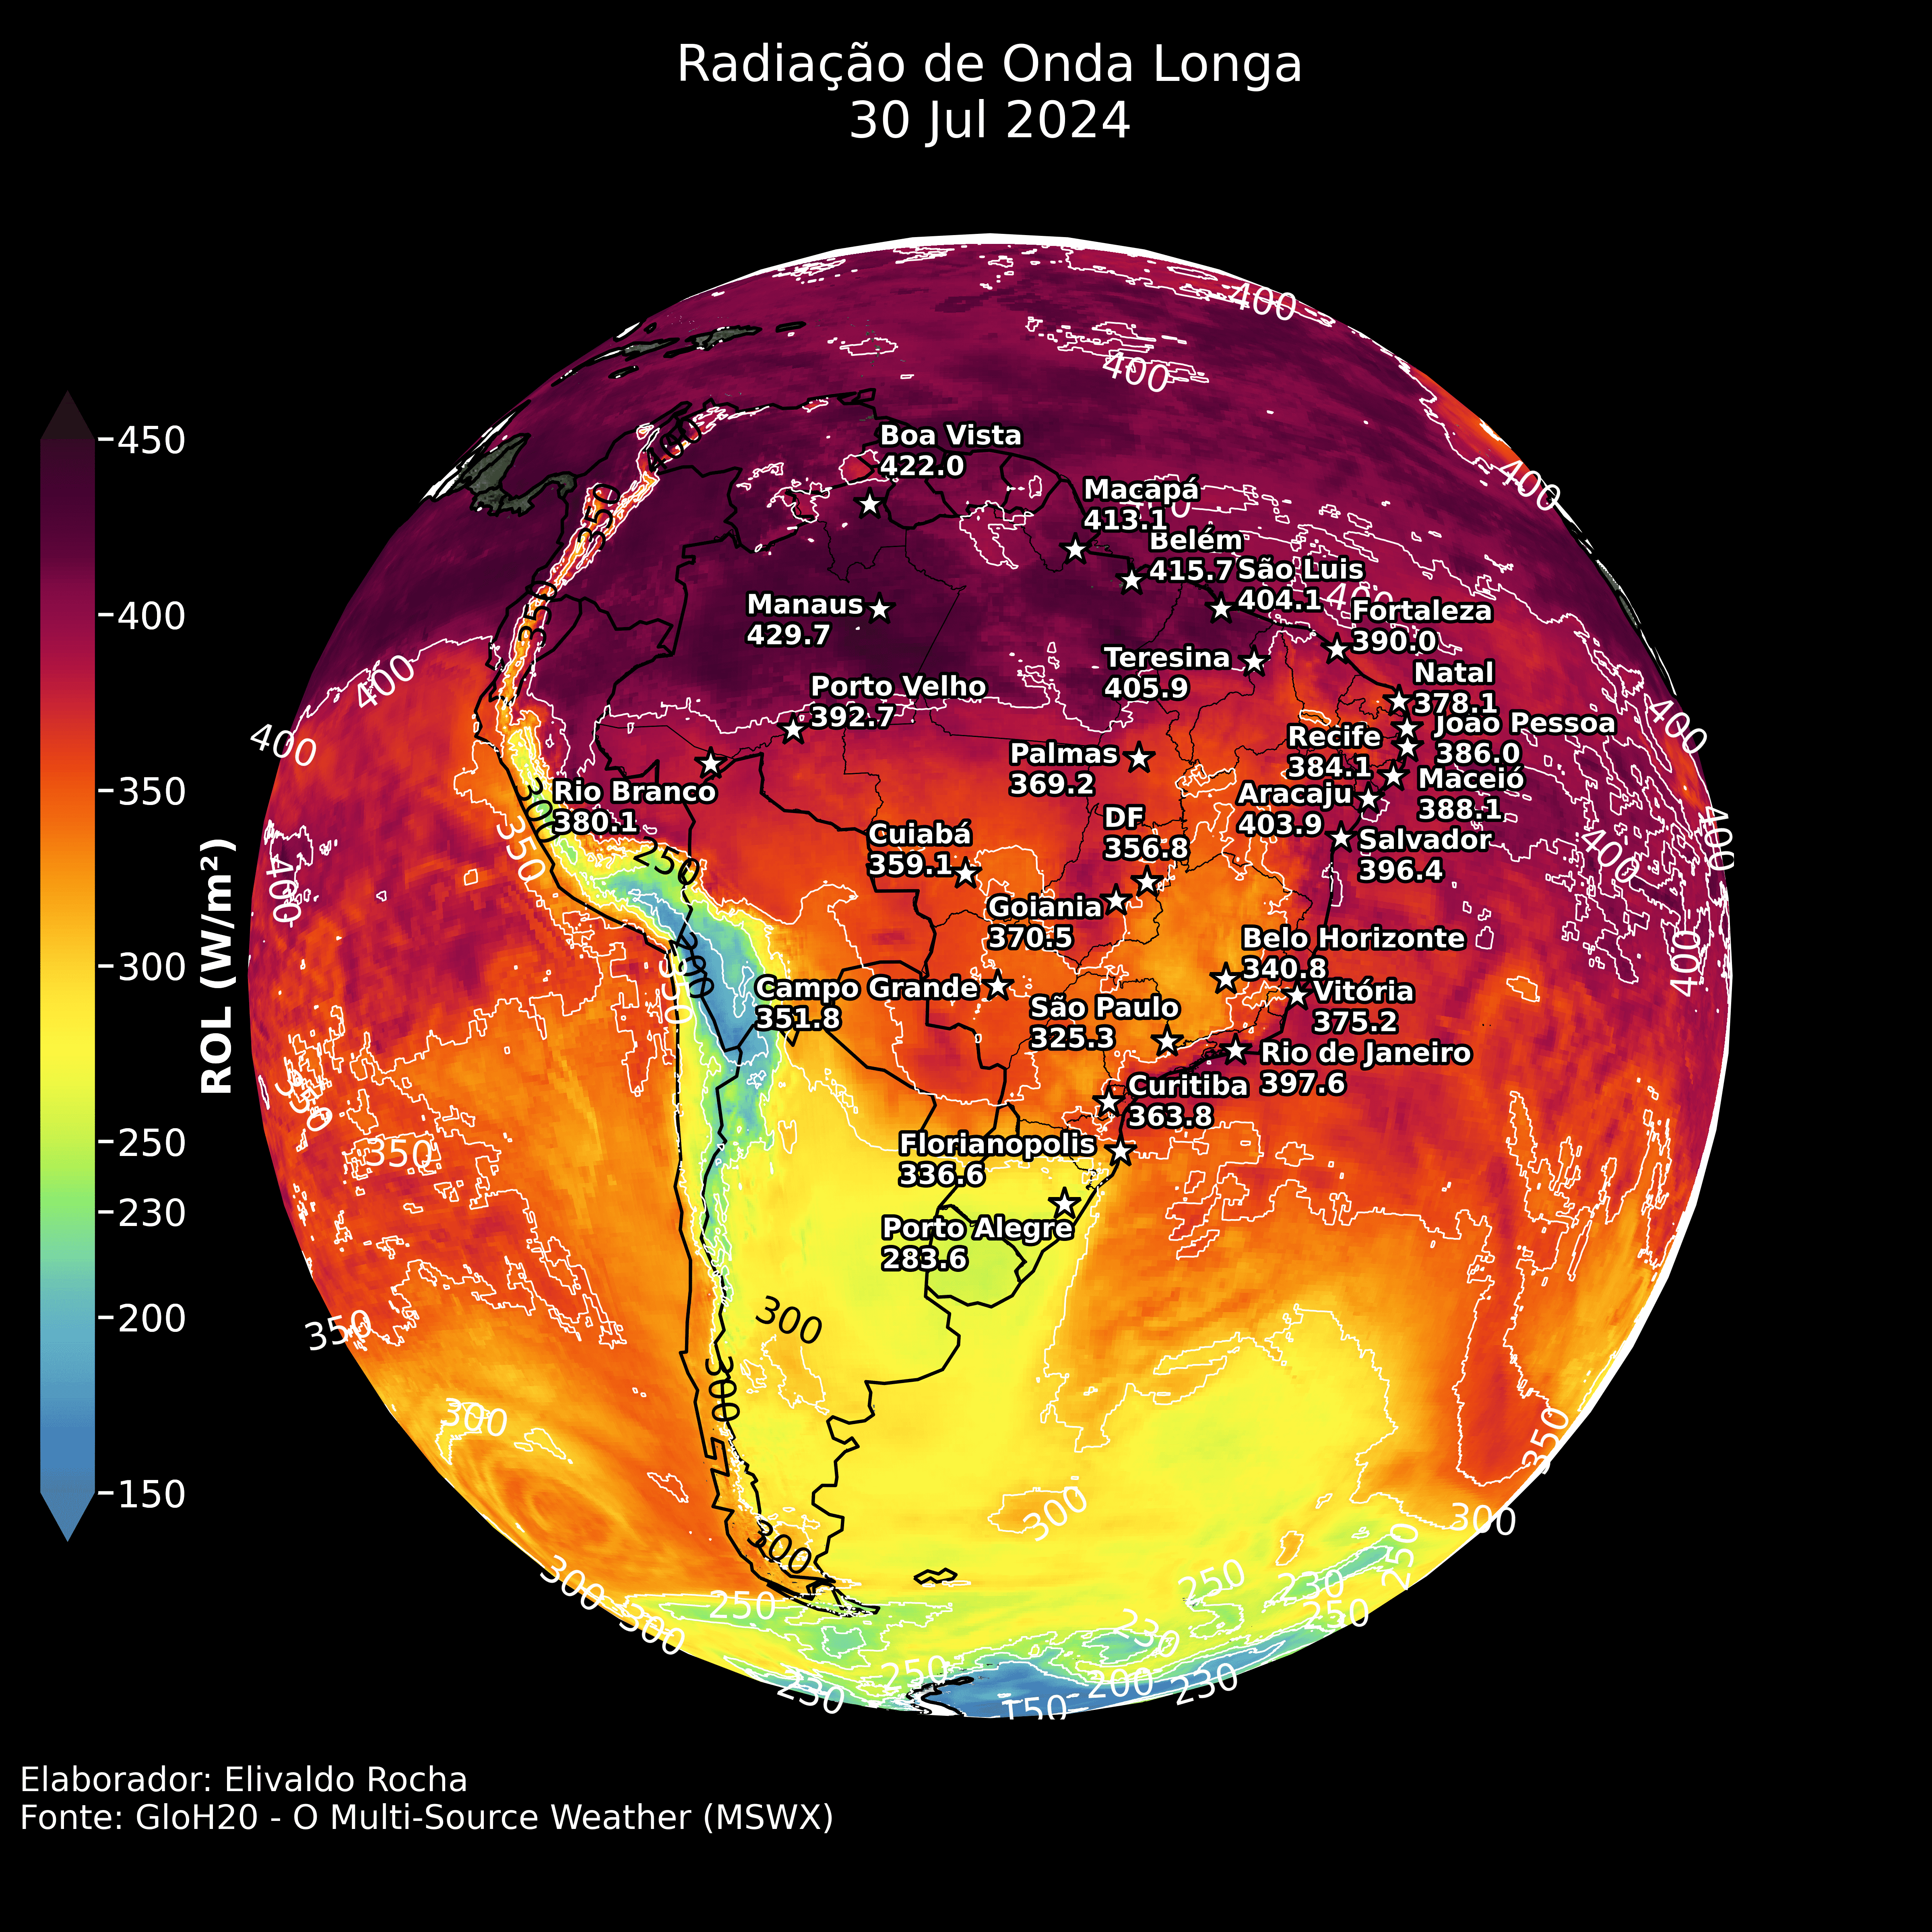 Radiação de Onda Longa
30 Jul 2024
450
400
350
300
250
230
200
150
ROL (W/m²)
400
400
400
400
350
350
400
400
Boa Vista
422.0
Macapá
413.1
Belém
415.7
São Luis
404.1
Fortaleza
390.0
Manaus
429.7
Teresina
405.9
Natal
378.1
Porto Velho
392.7
João Pessoa
386.0
Recife
384.1
Palmas
369.2
Maceió
388.1
Aracaju
403.9
Rio Branco
380.1
DF
356.8
Cuiabá
359.1
Salvador
396.4
Goiania
370.5
Belo Horizonte
340.8
Campo Grande
351.8
Vitória
375.2
São Paulo
325.3
Rio de Janeiro
397.6
Curitiba
363.8
Florianopolis
336.6
Porto Alegre
283.6
400
400
400
400
300
350
250
400
200
350
350
350
350
300
300
300
350
300
300
300
300
300
250
250
250
230
250
230
250
230
200
230
150
Elaborador: Elivaldo Rocha
Fonte: GloH20 - O Multi-Source Weather (MSWX)